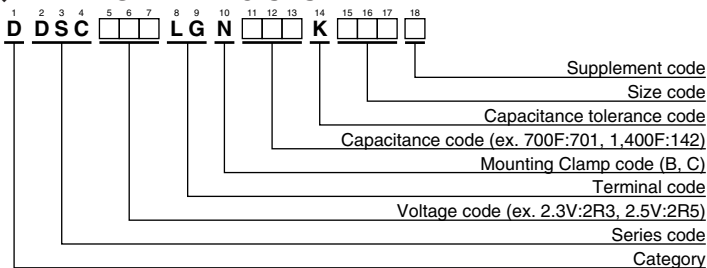 1 2 3 4 5 6 7 8 9 10 11 12 13 14 15 16 17 18
D DSC LG N K
Supplement code
Size code
Capacitance tolerance code
Capacitance code (ex. 700F:701, 1,400F:142)
Mounting Clamp code (B, C)
Terminal code
Voltage code (ex. 2.3V:2R3, 2.5V:2R5)
Series code
Category